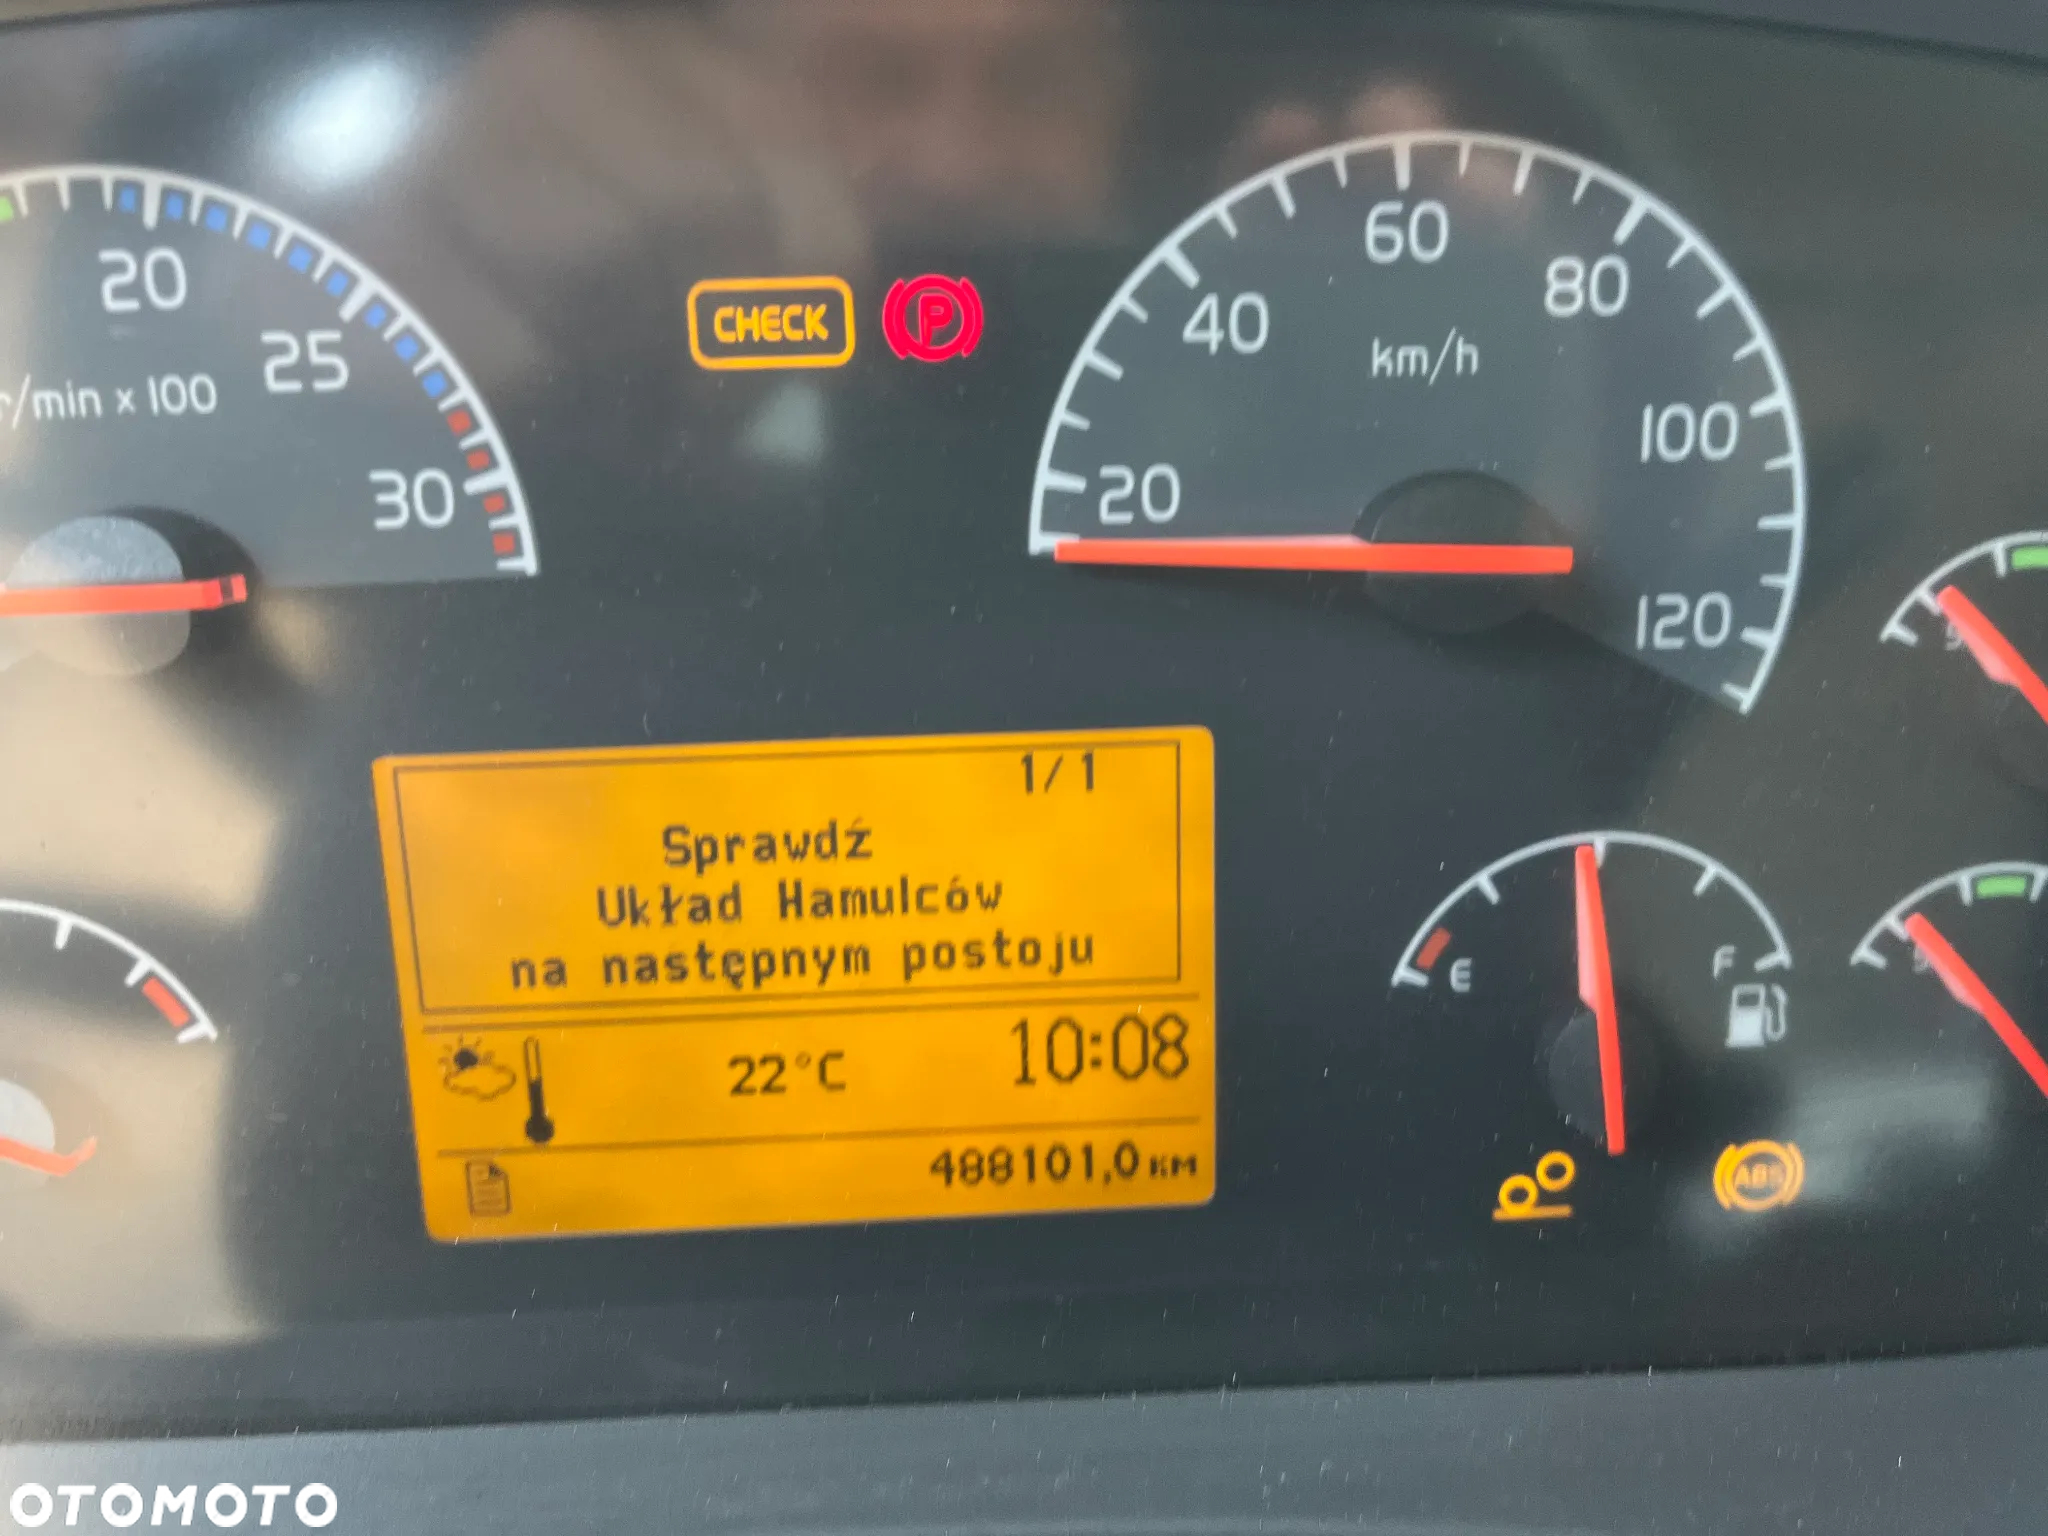 20
25
r/min x 100
30
CHECK
P
20
40
60
80
100
120
km/h
1/1
Sprawdź
Układ Hamulców
na następnym postoju
22°C
10:08
488101,0 KM
E
F
ABS
OTOMOTO